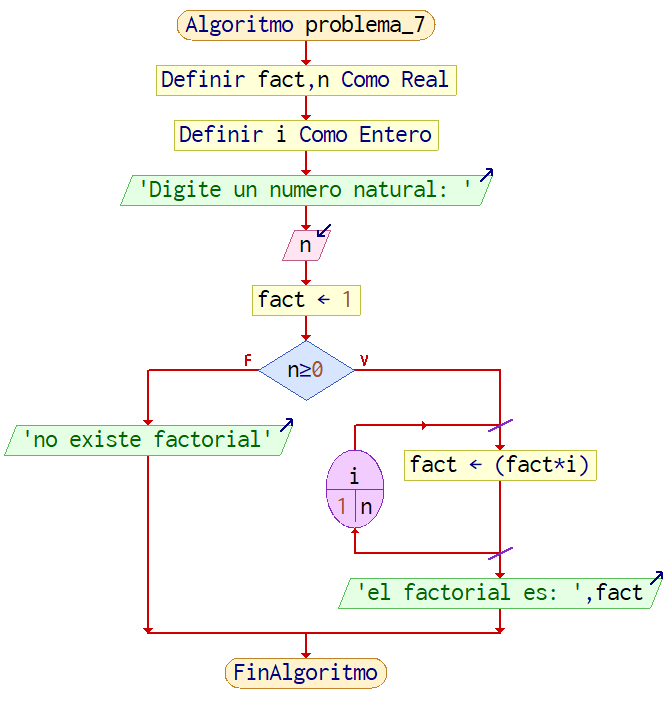 Algoritmo problema_7
Definir fact,n Como Real
Definir i Como Entero
'Digite un numero natural: '
n
fact ← 1
F
V
n≥0
'no existe factorial'
i
1 n
fact ← (fact*i)
'el factorial es: ',fact
FinAlgoritmo